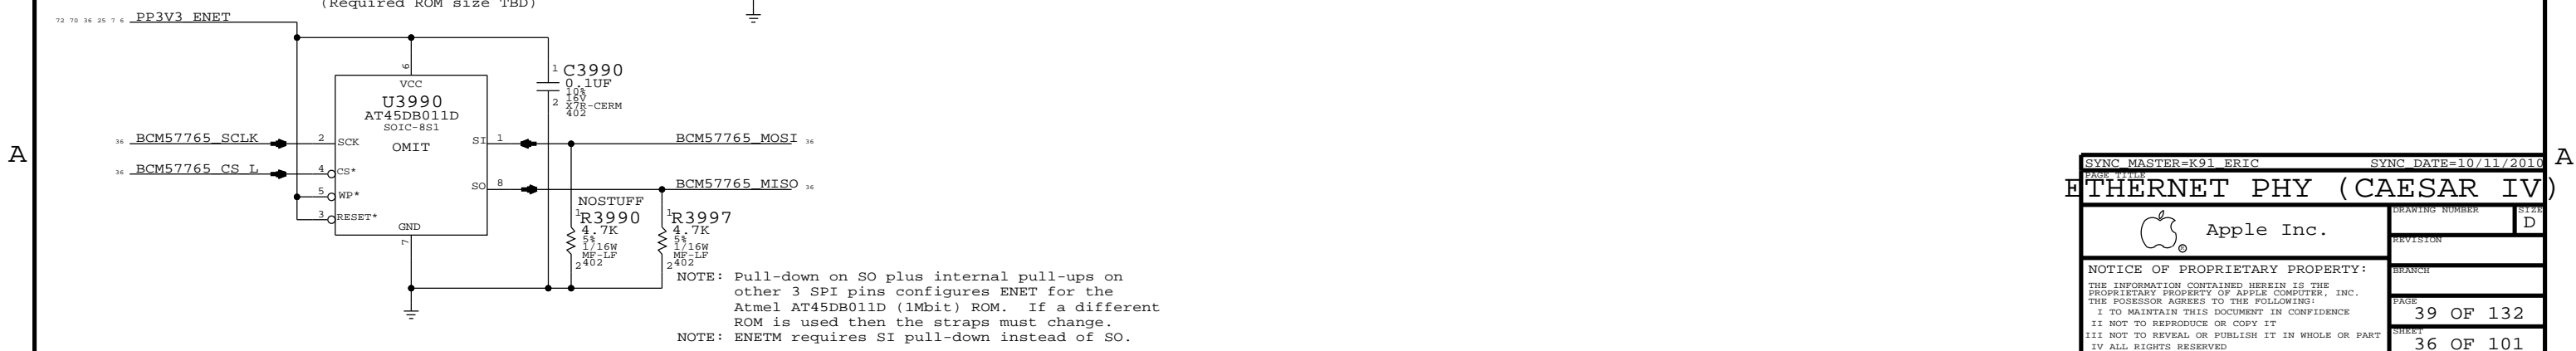 (Required ROM size TBD)
72 70 36 25 7 6 PP3V3_ENET
6
VCC
U3990
AT45DB011D
SOIC-8S1
OMIT
1 C3990
0.1UF
10%
16V
2 X7R-CERM
402
36 BCM57765_SCLK 2 SCK
SI 1 BCM57765_MOSI 36
36 BCM57765_CS_L 4 CS*
SO 8 BCM57765_MISO 36
5 WP*
3 RESET*
GND
7
NOSTUFF
1 R3990
4.7K
5%
1/16W
MF-LF
2 402
1 R3997
4.7K
5%
1/16W
MF-LF
2 402
NOTE: Pull-down on SO plus internal pull-ups on
other 3 SPI pins configures ENET for the
Atmel AT45DB011D (1Mbit) ROM. If a different
ROM is used then the straps must change.
NOTE: ENETM requires SI pull-down instead of SO.
A
A
SYNC_MASTER=K91_ERIC SYNC_DATE=10/11/2010
PAGE TITLE
ETHERNET PHY (CAESAR IV)
Apple Inc.
R
DRAWING NUMBER
SIZE
D
REVISION
BRANCH
NOTICE OF PROPRIETARY PROPERTY:
THE INFORMATION CONTAINED HEREIN IS THE
PROPRIETARY PROPERTY OF APPLE COMPUTER, INC.
THE POSESSOR AGREES TO THE FOLLOWING:
I TO MAINTAIN THIS DOCUMENT IN CONFIDENCE
II NOT TO REPRODUCE OR COPY IT
III NOT TO REVEAL OR PUBLISH IT IN WHOLE OR PART
IV ALL RIGHTS RESERVED
PAGE
39 OF 132
SHEET
36 OF 101